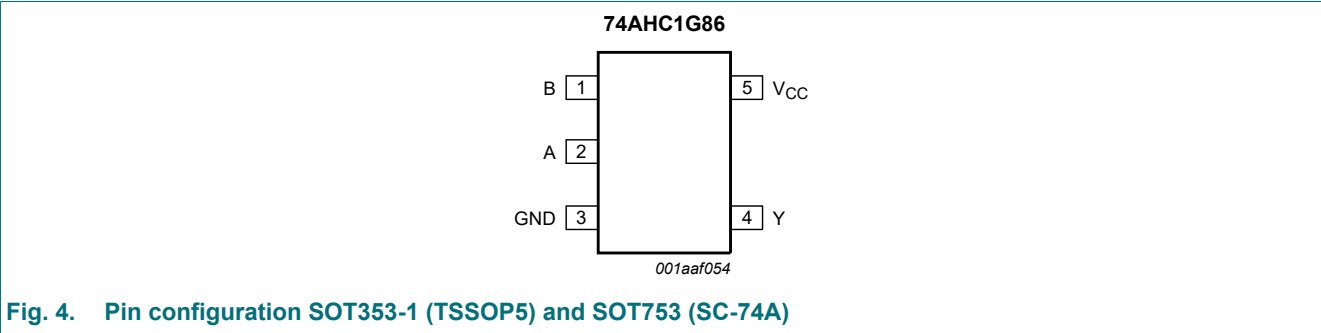 74AHC1G86
B 1 5 VCC
A 2
GND 3 4 Y
001aaf054
Fig. 4. Pin configuration SOT353-1 (TSSOP5) and SOT753 (SC-74A)